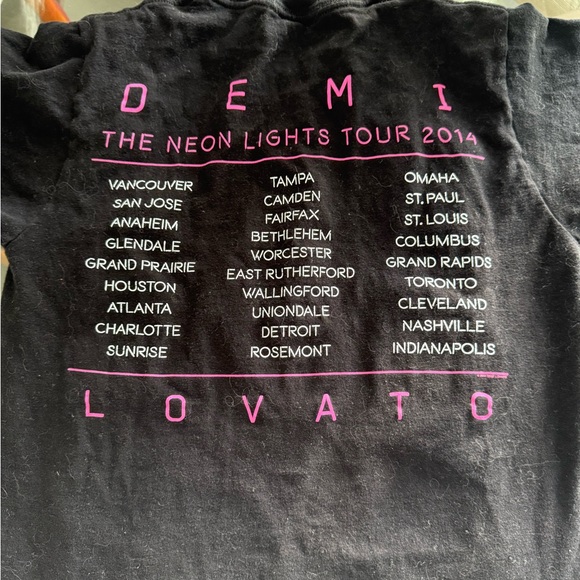 DEMI
THE NEON LIGHTS TOUR 2014
VANCOUVER
SAN JOSE
ANAHEIM
GLENDALE
GRAND PRAIRIE
HOUSTON
ATLANTA
CHARLOTTE
SUNRISE
TAMPA
CAMDEN
FAIRFAX
BETHLEHEM
WORCESTER
EAST RUTHERFORD
WALLINGFORD
UNIONDALE
DETROIT
ROSEMONT
OMAHA
ST. PAUL
ST. LOUIS
COLUMBUS
GRAND RAPIDS
TORONTO
CLEVELAND
NASHVILLE
INDIANAPOLIS
LOVATO